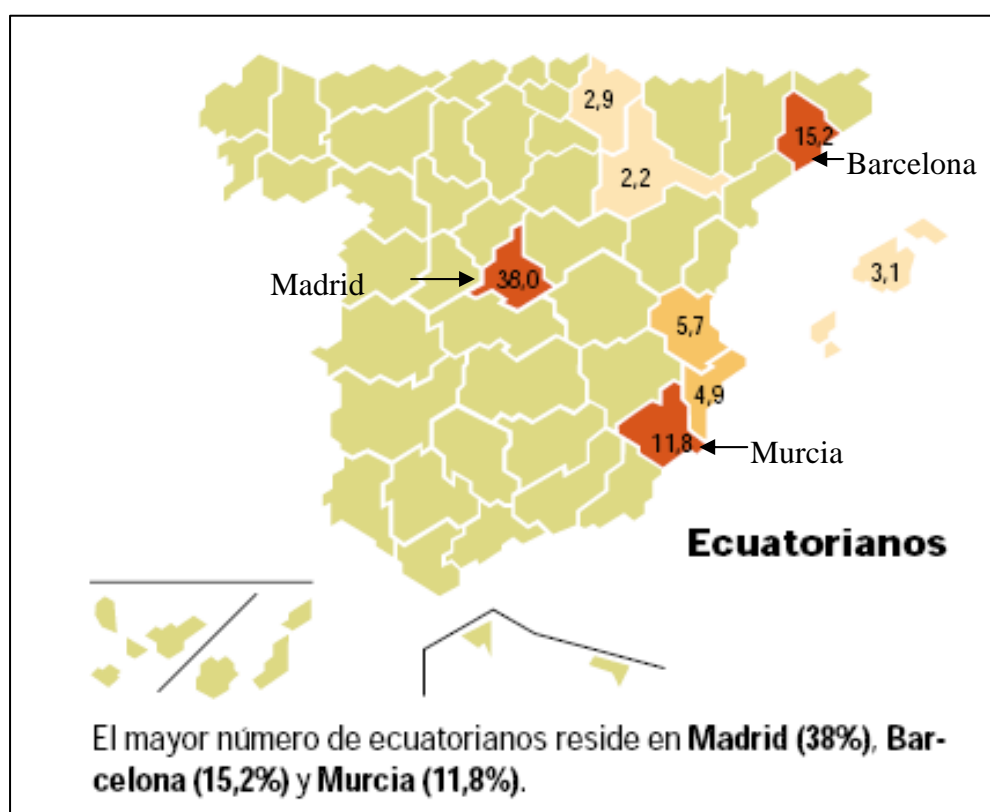 2,9
15,2
Barcelona
2,2
3,1
Madrid
38,0
5,7
4,9
11,8
Murcia
Ecuatorianos
El mayor número de ecuatorianos reside en Madrid (38%), Bar-
celona (15,2%) y Murcia (11,8%).